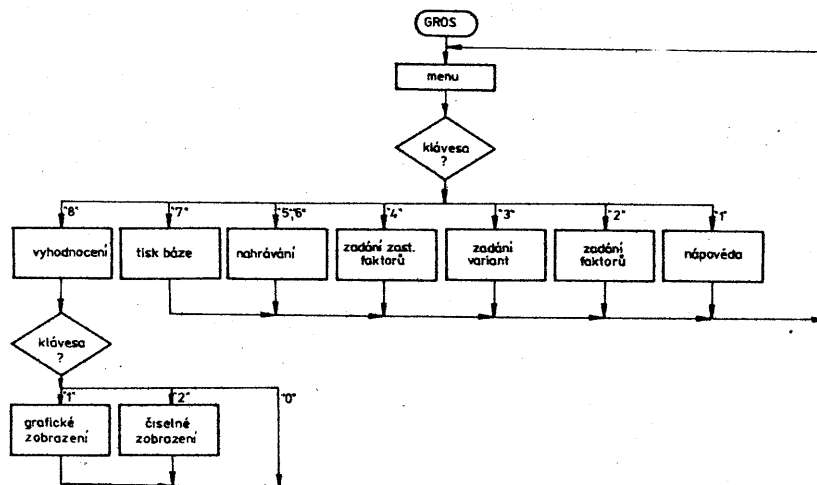 GROS
menu
klávesa
?
"8"
"7"
"5","6"
"4"
"3"
"2"
"1"
vyhodnocení
tisk báze
nahrávání
zadání zast.
faktorů
zadání
variant
zadání
faktorů
nápověda
klávesa
?
"1"
"2"
"0"
grafické
zobrazení
číselné
zobrazení